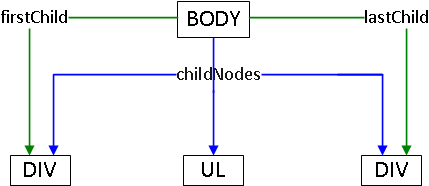 BODY
firstChild
lastChild
childNodes
DIV
UL
DIV